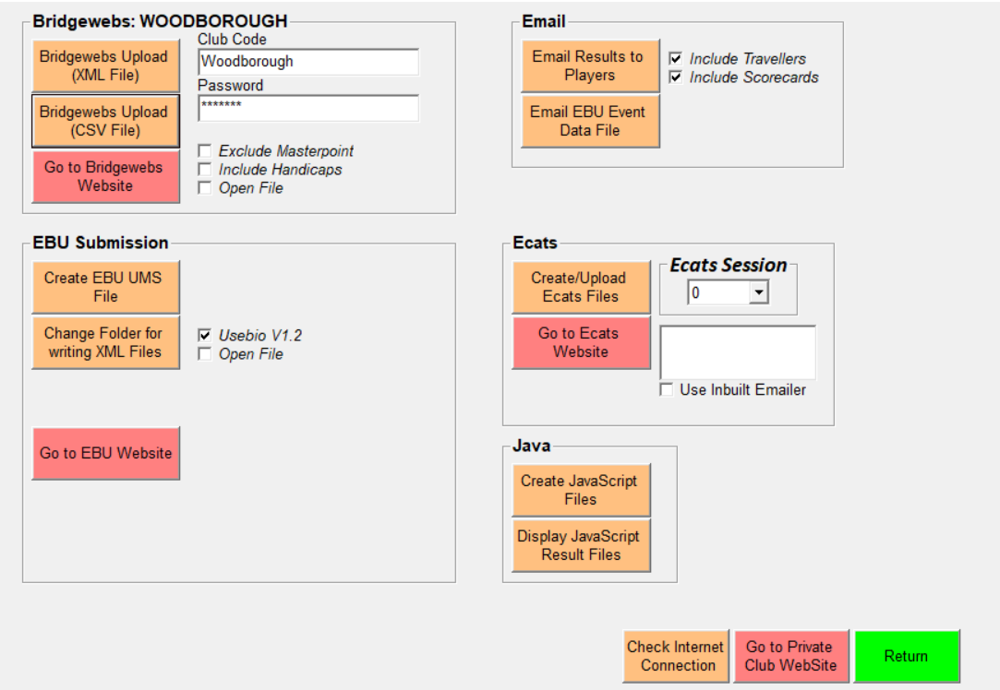 Bridgewebs: WOODBOROUGH
Bridgewebs Upload
(XML File)
Club Code
Woodborough
Password
*******
Bridgewebs Upload
(CSV File)
Go to Bridgewebs
Website
Exclude Masterpoint
Include Handicaps
Open File
Email
Email Results to
Players
Include Travellers
Include Scorecards
Email EBU Event
Data File
EBU Submission
Create EBU UMS
File
Change Folder for
writing XML Files
Usebio V1.2
Open File
Go to EBU Website
Ecats
Create/Upload
Ecats Files
Ecats Session
0
Go to Ecats
Website
Use Inbuilt Emailer
Java
Create JavaScript
Files
Display JavaScript
Result Files
Check Internet
Connection
Go to Private
Club WebSite
Return